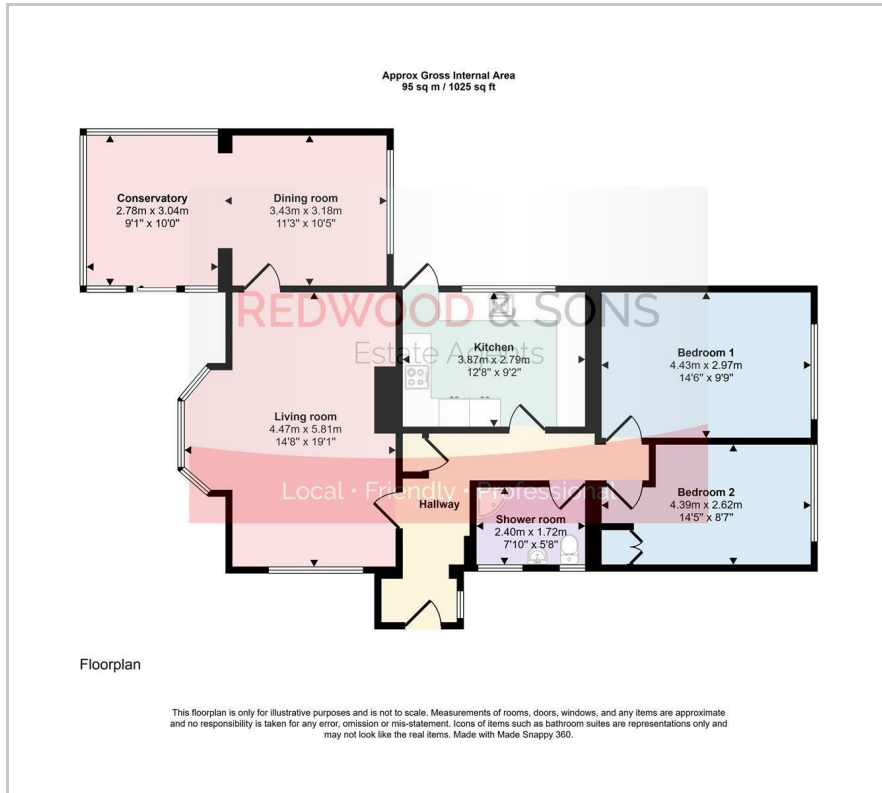 Approx Gross Internal Area
95 sq m / 1025 sq ft
Conservatory
2.78m x 3.04m
9'1" x 10'0"
Dining room
3.43m x 3.18m
11'3" x 10'5"
REDWOOD & SONS
Estate Agents
Kitchen
3.87m x 2.79m
12'8" x 9'2"
Bedroom 1
4.43m x 2.97m
14'6" x 9'9"
Living room
4.47m x 5.81m
14'8" x 19'1"
Local • Friendly • Professional
Hallway
Shower room
2.40m x 1.72m
7'10" x 5'8"
Bedroom 2
4.39m x 2.62m
14'5" x 8'7"
Floorplan
This floorplan is only for illustrative purposes and is not to scale. Measurements of rooms, doors, windows, and any items are approximate
and no responsibility is taken for any error, omission or mis-statement. Icons of items such as bathroom suites are representations only and
may not look like the real items. Made with Made Snappy 360.